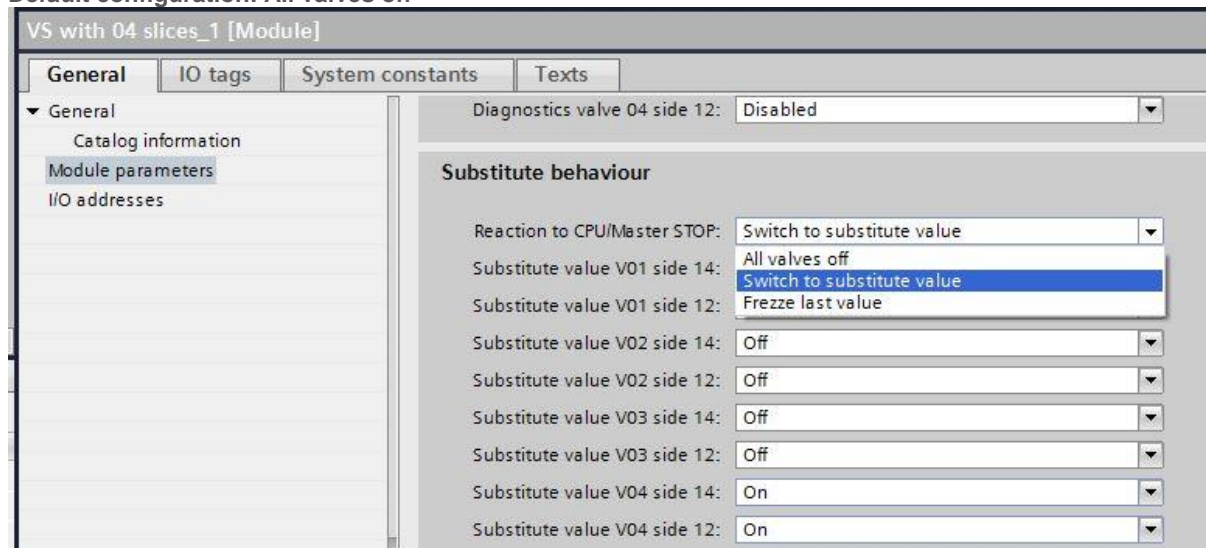 Default configuration: All valves off
VS with 04 slices_1 [Module]
General IO tags System constants Texts
General
Catalog information
Module parameters
I/O addresses
Diagnostics valve 04 side 12: Disabled
Substitute behaviour
Reaction to CPU/Master STOP: Switch to substitute value
All valves off
Switch to substitute value
Frezze last value
Substitute value V01 side 14:
Substitute value V01 side 12:
Substitute value V02 side 14: Off
Substitute value V02 side 12: Off
Substitute value V03 side 14: Off
Substitute value V03 side 12: Off
Substitute value V04 side 14: On
Substitute value V04 side 12: On